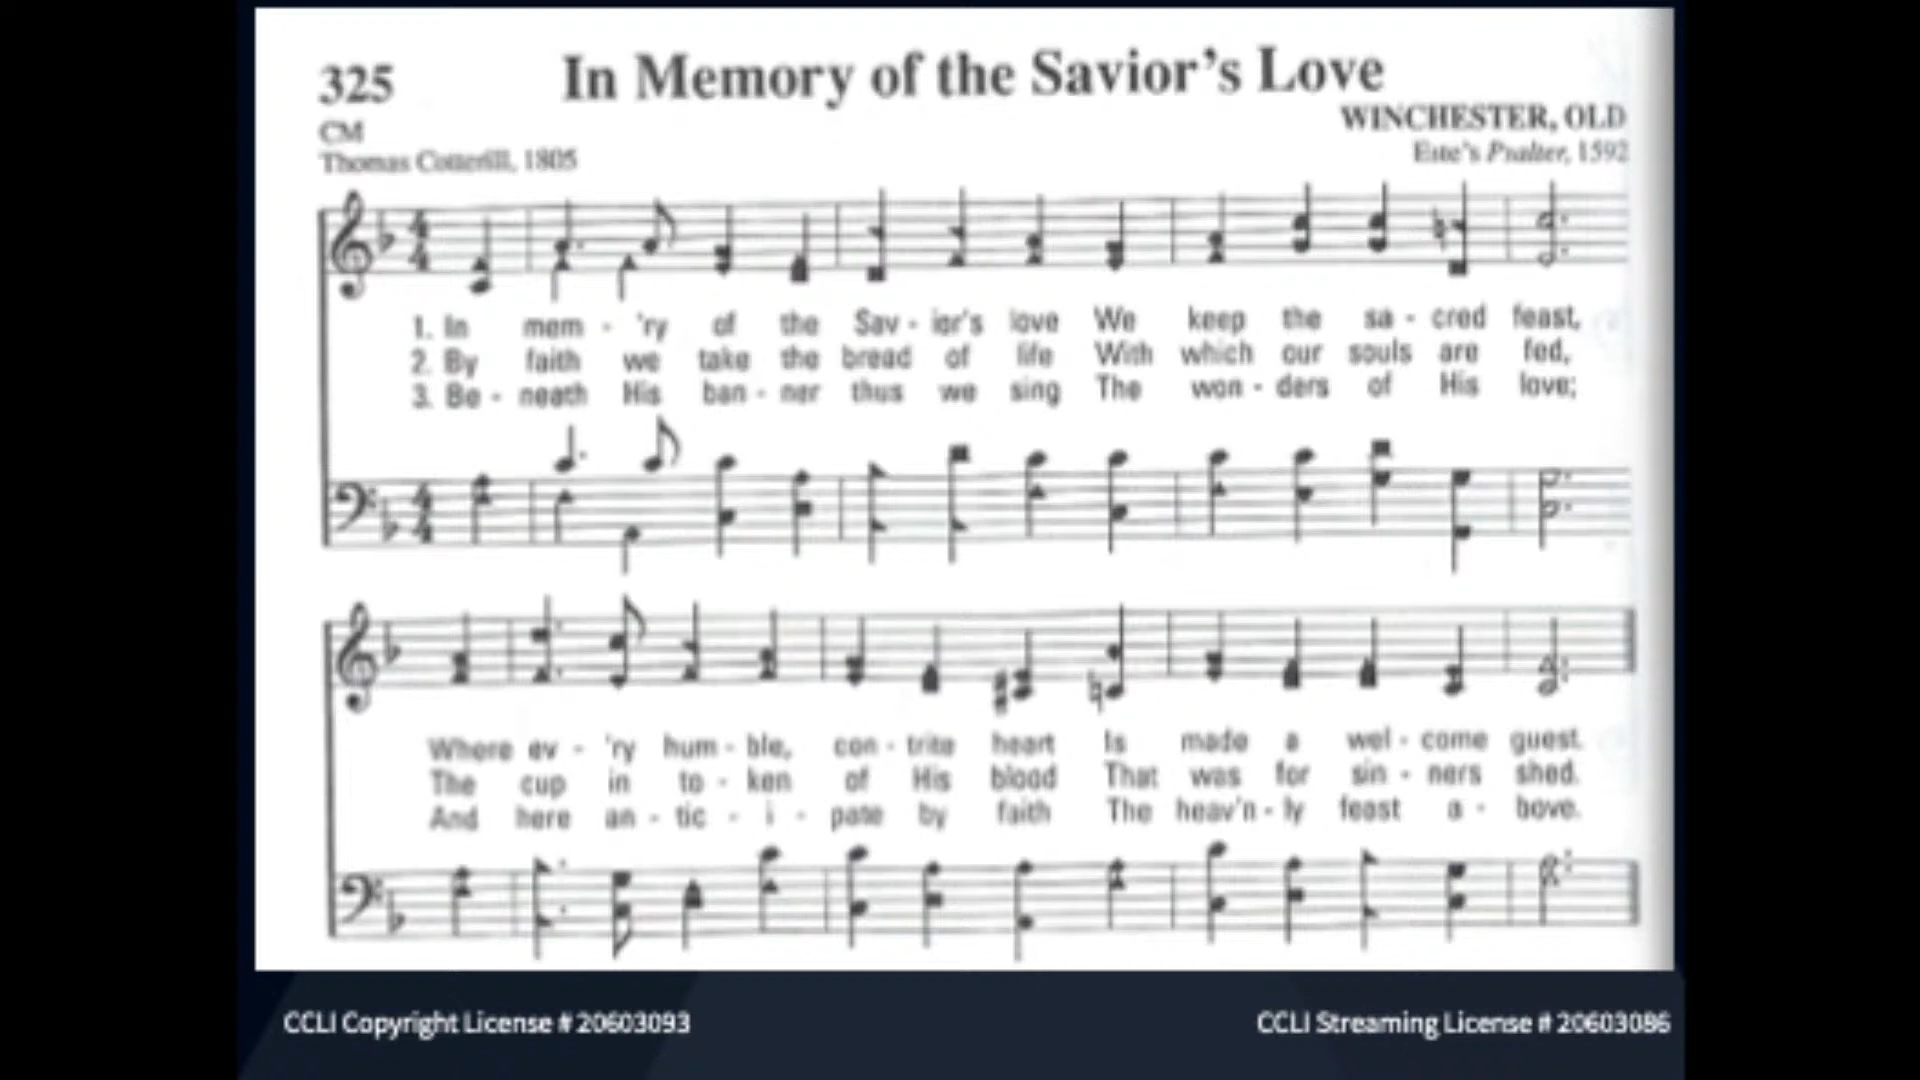 325 In Memory of the Savior's Love
CM WINCHESTER, OLD
Thomas Cotterill, 1805 Este's Psalter, 1592
1. In mem - 'ry of the Sav - ior's love We keep the sa - cred feast,
2. By faith we take the bread of life With which our souls are fed,
3. Be - neath His ban - ner thus we sing The won - ders of His love;
Where ev - 'ry hum - ble, con - trite heart Is made a wel - come guest.
The cup in to - ken of His blood That was for sin - ners shed.
And here an - tic - i - pate by faith The heav'n - ly feast a - bove.
CCLI Copyright License # 20603093 CCLI Streaming License # 20603086